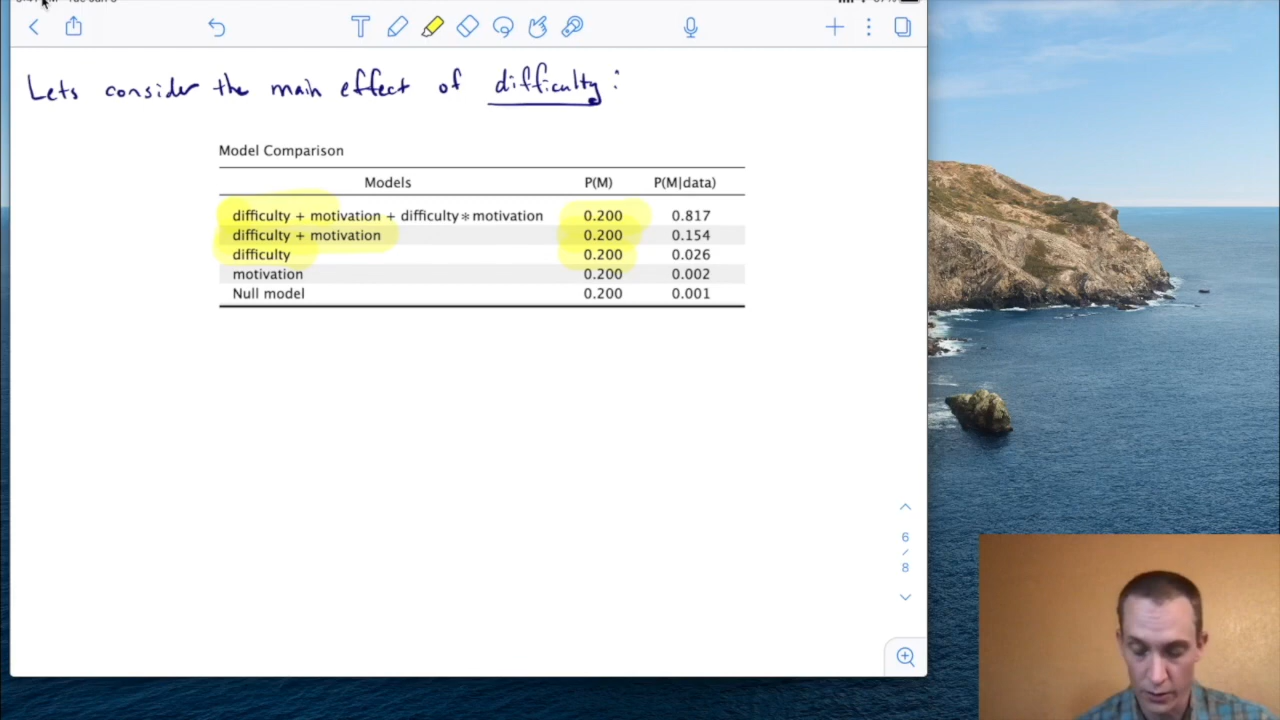 Lets consider the main effect of difficulty:
Model Comparison
Models P(M) P(M|data)
difficulty + motivation + difficulty∗motivation 0.200 0.817
difficulty + motivation 0.200 0.154
difficulty 0.200 0.026
motivation 0.200 0.002
Null model 0.200 0.001
6
/
8